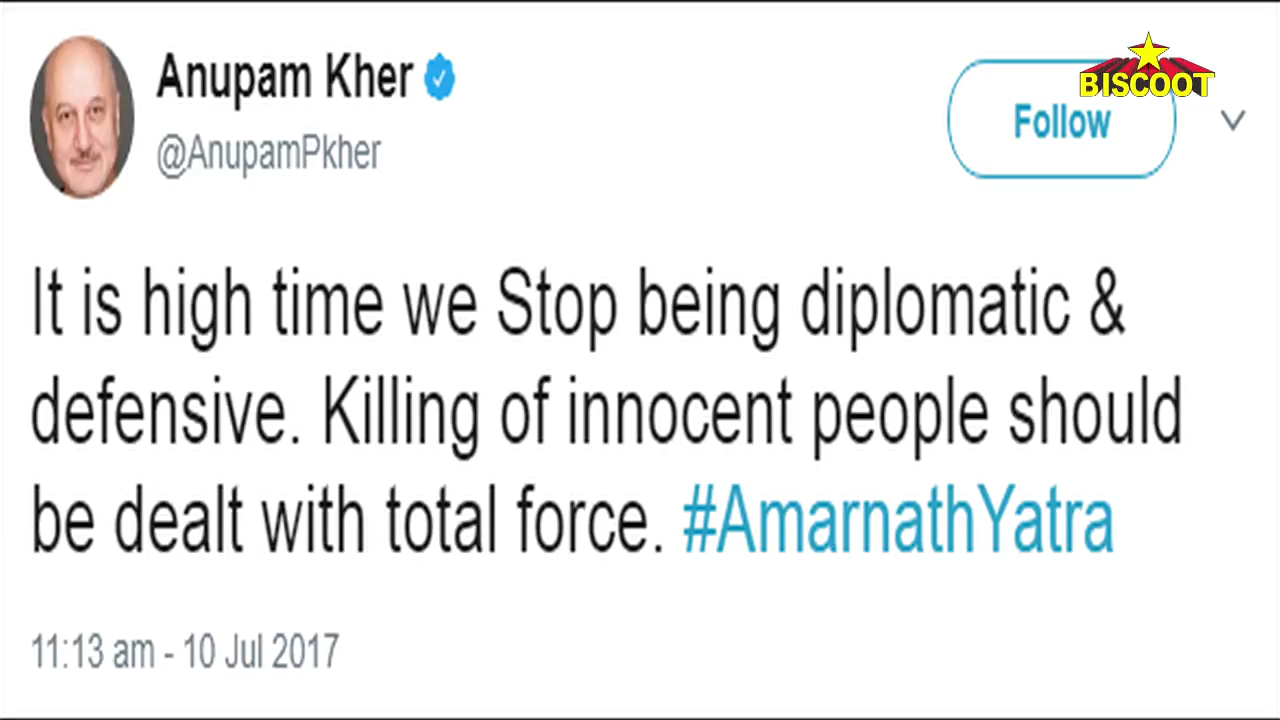 Anupam Kher
@AnupamPkher
BISCOOT
Follow
It is high time we Stop being diplomatic &
defensive. Killing of innocent people should
be dealt with total force. #AmarnathYatra
11:13 am - 10 Jul 2017